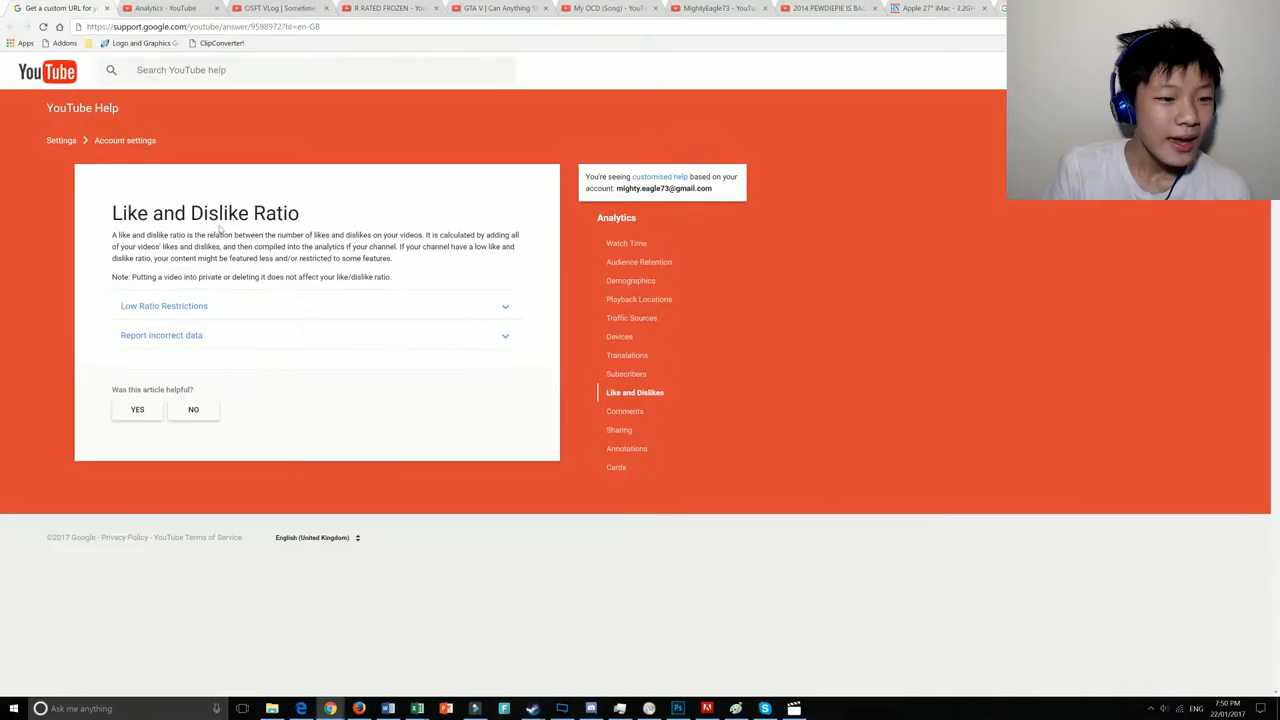 Get a custom URL for y
Analytics - YouTube
OSFT VLog | Sometime
R RATED FROZEN - You
GTA V | Can Anything S
My OCD (Song) - YouTu
MightyEagle73 - YouTu
2014 PEWDIEPIE IS BAC
Apple 27" iMac - 3.2GH
https://support.google.com/youtube/answer/9598972?hl=en-GB
Apps
Addons
Logo and Graphics G
ClipConverter!
YouTube
Search YouTube help
YouTube Help
Settings > Account settings
Like and Dislike Ratio
A like and dislike ratio is the relation between the number of likes and dislikes on your videos. It is calculated by adding all
of your videos' likes and dislikes, and then compiled into the analytics if your channel. If your channel have a low like and
dislike ratio, your content might be featured less and/or restricted to some features.
Note: Putting a video into private or deleting it does not affect your like/dislike ratio.
Low Ratio Restrictions
Report incorrect data
Was this article helpful?
YES
NO
You're seeing customised help based on your
account: mighty.eagle73@gmail.com
Analytics
Watch Time
Audience Retention
Demographics
Playback Locations
Traffic Sources
Devices
Translations
Subscribers
Like and Dislikes
Comments
Sharing
Annotations
Cards
©2017 Google - Privacy Policy - YouTube Terms of Service
English (United Kingdom)
Ask me anything
ENG
7:50 PM
22/01/2017